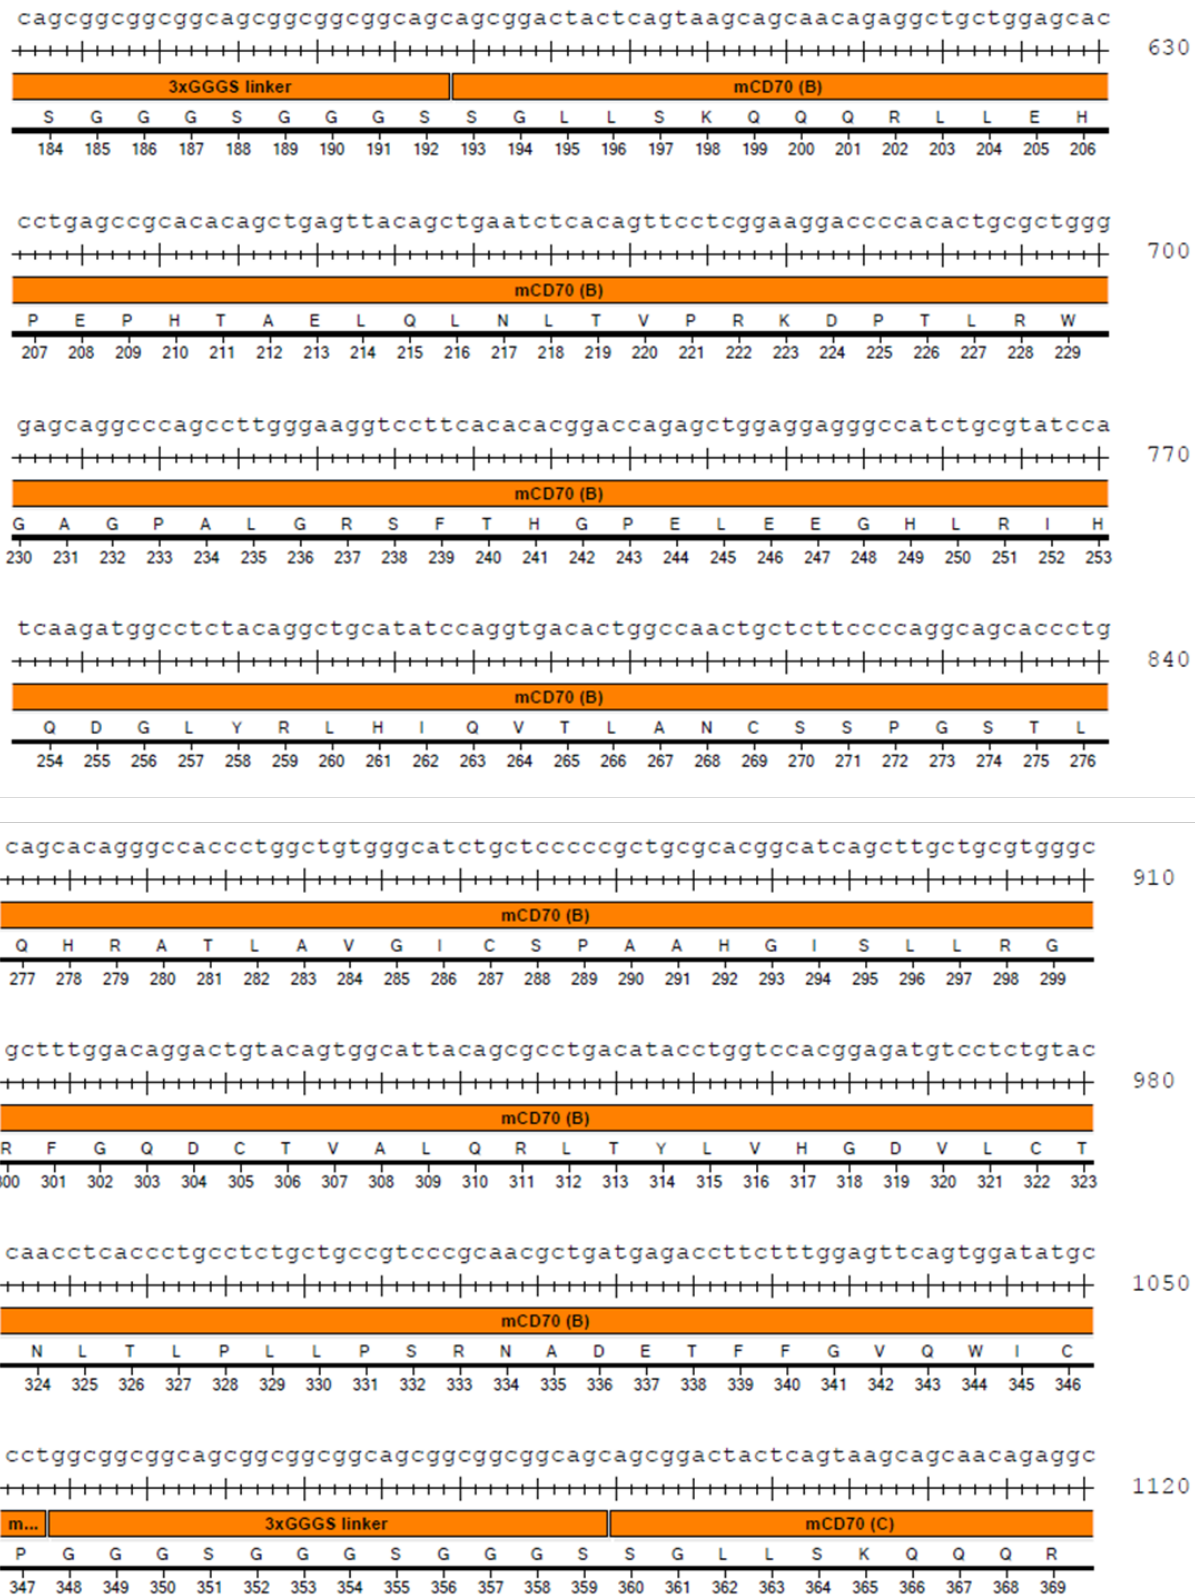 cagcggcggcggcagcggcggcggcagcagcggactactcagtaagcagcaacagaggctgctggagcac
630
3xGGGS linker mCD70 (B)
S G G G S G G G S S G L L S K Q Q Q R L L E H
184 185 186 187 188 189 190 191 192 193 194 195 196 197 198 199 200 201 202 203 204 205 206
cctgagccgcacacagctgagttacagctgaatctcacagttcctcggaaggaccccacactgcgctggg
700
mCD70 (B)
P E P H T A E L Q L N L T V P R K D P T L R W
207 208 209 210 211 212 213 214 215 216 217 218 219 220 221 222 223 224 225 226 227 228 229
gagcaggcccagccttgggaaggtccttcacacacggaccagagctggaggagggccatctgcgtatcca
770
mCD70 (B)
G A G P A L G R S F T H G P E L E E G H L R I H
230 231 232 233 234 235 236 237 238 239 240 241 242 243 244 245 246 247 248 249 250 251 252 253
tcaagatggcctctacaggctgcatatccaggtgacactggccaactgctcttccccaggcagcaccctg
840
mCD70 (B)
Q D G L Y R L H I Q V T L A N C S S P G S T L
254 255 256 257 258 259 260 261 262 263 264 265 266 267 268 269 270 271 272 273 274 275 276
cagcacagggccaccctggctgtgggcatctgctcccccgctgcgcacggcatcagcttgctgcgtgggc
910
mCD70 (B)
Q H R A T L A V G I C S P A A H G I S L L R G
277 278 279 280 281 282 283 284 285 286 287 288 289 290 291 292 293 294 295 296 297 298 299
gctttggacaggactgtacagtggcattacagcgcctgacatacctggtccacggagatgtcctctgtac
980
mCD70 (B)
R F G Q D C T V A L Q R L T Y L V H G D V L C T
300 301 302 303 304 305 306 307 308 309 310 311 312 313 314 315 316 317 318 319 320 321 322 323
caacctcaccctgcctctgctgccgtcccgcaacgctgatgagaccttctttggagttcagtggatatgc
1050
mCD70 (B)
N L T L P L L P S R N A D E T F F G V Q W I C
324 325 326 327 328 329 330 331 332 333 334 335 336 337 338 339 340 341 342 343 344 345 346
cctggcggcggcagcggcggcggcagcggcggcggcagcagcggactactcagtaagcagcaacagaggc
1120
m... 3xGGGS linker mCD70 (C)
P G G G S G G G S G G G S S G L L S K Q Q Q R
347 348 349 350 351 352 353 354 355 356 357 358 359 360 361 362 363 364 365 366 367 368 369